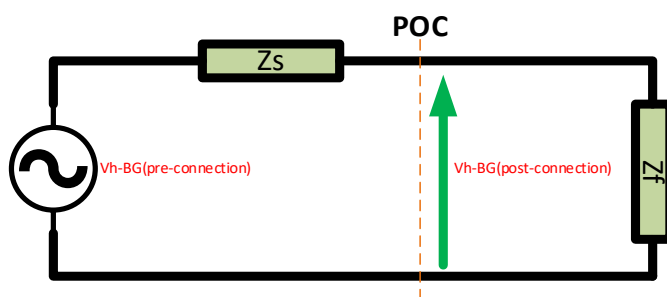 POC
Zs
Vh-BG(pre-connection)
Vh-BG(post-connection)
Zf